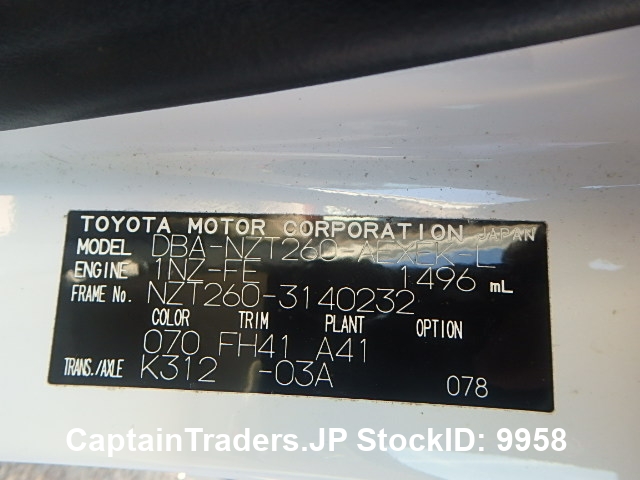 TOYOTA MOTOR CORPORATION JAPAN
MODEL DBA-NZT260-AEXEK-L
ENGINE 1NZ-FE 1496 mL
FRAME No. NZT260-3140232
COLOR TRIM PLANT OPTION
070 FH41 A41
TRANS./AXLE K312 -03A 078
CaptainTraders.JP StockID: 9958